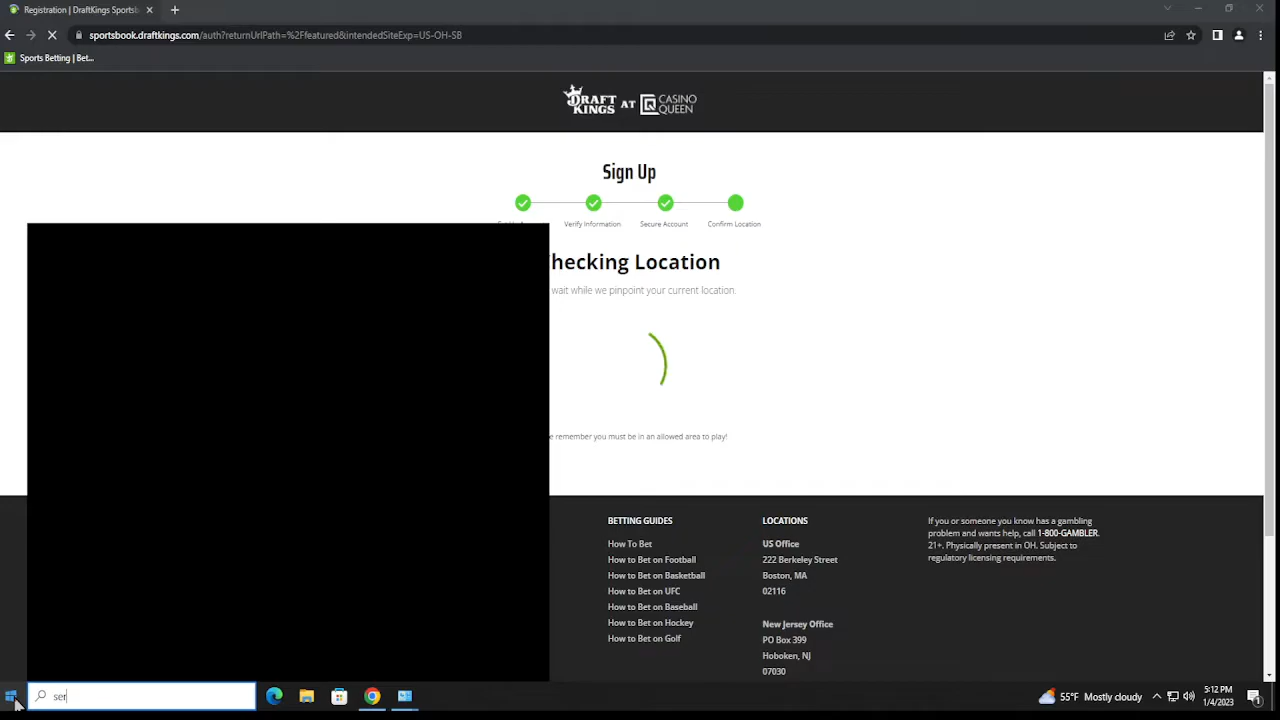 Registration | DraftKings Sportsb
sportsbook.draftkings.com/auth?returnUrlPath=%2Ffeatured&intendedSiteExp=US-OH-SB
Sports Betting | Bet...
DRAFT KINGS AT CASINO QUEEN
Sign Up
Verify Information
Secure Account
Confirm Location
hecking Location
wait while we pinpoint your current location.
e remember you must be in an allowed area to play!
BETTING GUIDES
How To Bet
How to Bet on Football
How to Bet on Basketball
How to Bet on UFC
How to Bet on Baseball
How to Bet on Hockey
How to Bet on Golf
LOCATIONS
US Office
222 Berkeley Street
Boston, MA
02116
New Jersey Office
PO Box 399
Hoboken, NJ
07030
If you or someone you know has a gambling
problem and wants help, call 1-800-GAMBLER.
21+. Physically present in OH. Subject to
regulatory licensing requirements.
ser
55°F Mostly cloudy
5:12 PM
1/4/2023
1